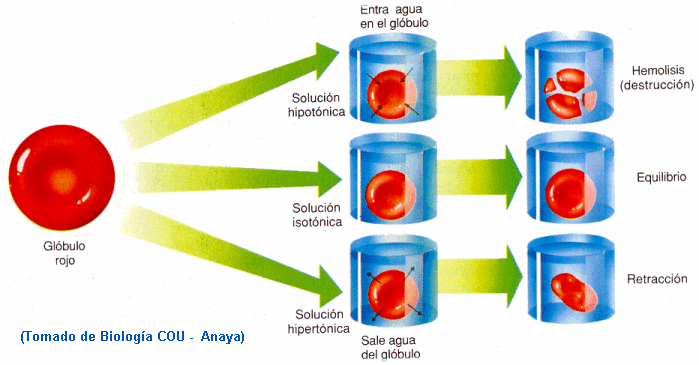 Entra agua
en el glóbulo
Solución
hipotónica
Hemolisis
(destrucción)
Glóbulo
rojo
Solución
isotónica
Equilibrio
Solución
hipertónica
Sale agua
del glóbulo
Retracción
(Tomado de Biología COU - Anaya)